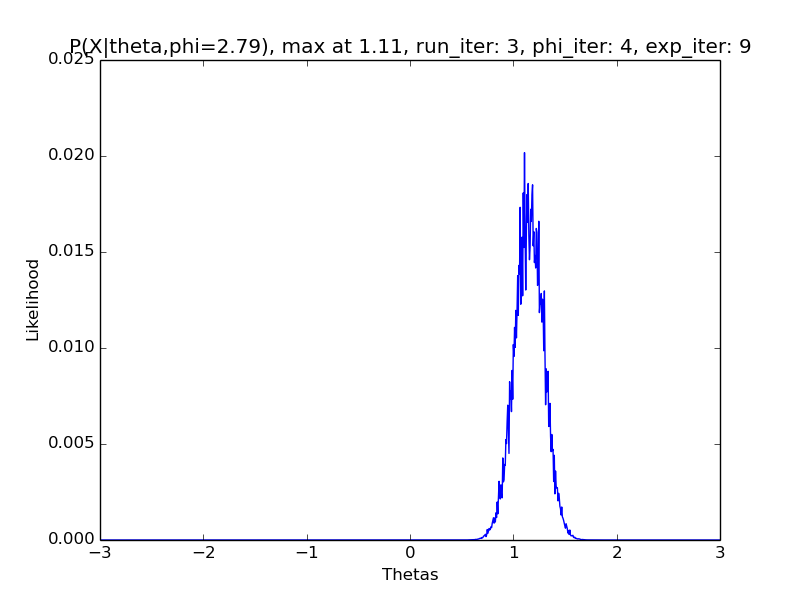 P(X|theta,phi=2.79), max at 1.11, run_iter: 3, phi_iter: 4, exp_iter: 9
0.025
0.020
0.015
0.010
0.005
0.000
Likelihood
−3 −2 −1 0 1 2 3
Thetas